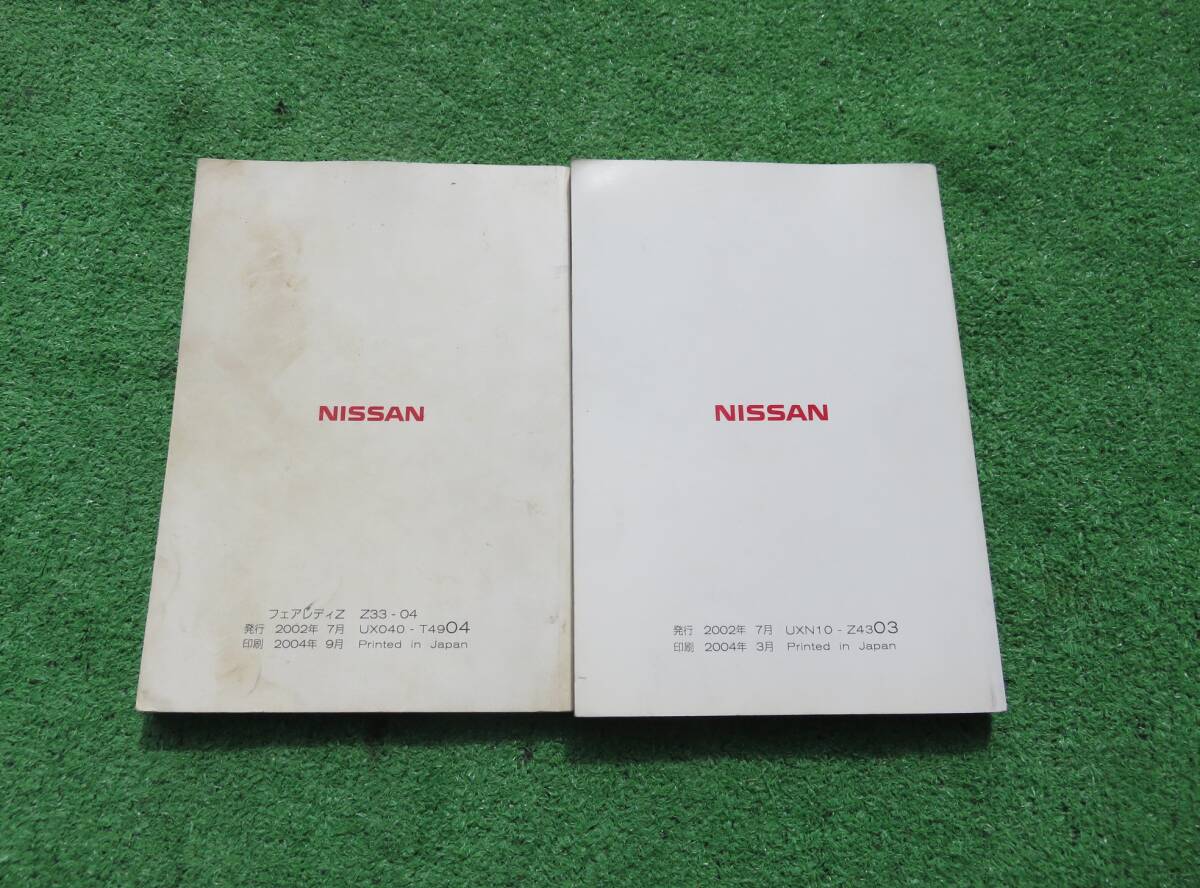 NISSAN
フェアレディZ Z33 - 04
発行 2002年 7月 UX040 - T4904
印刷 2004年 9月 Printed in Japan
NISSAN
発行 2002年 7月 UXN10 - Z4303
印刷 2004年 3月 Printed in Japan